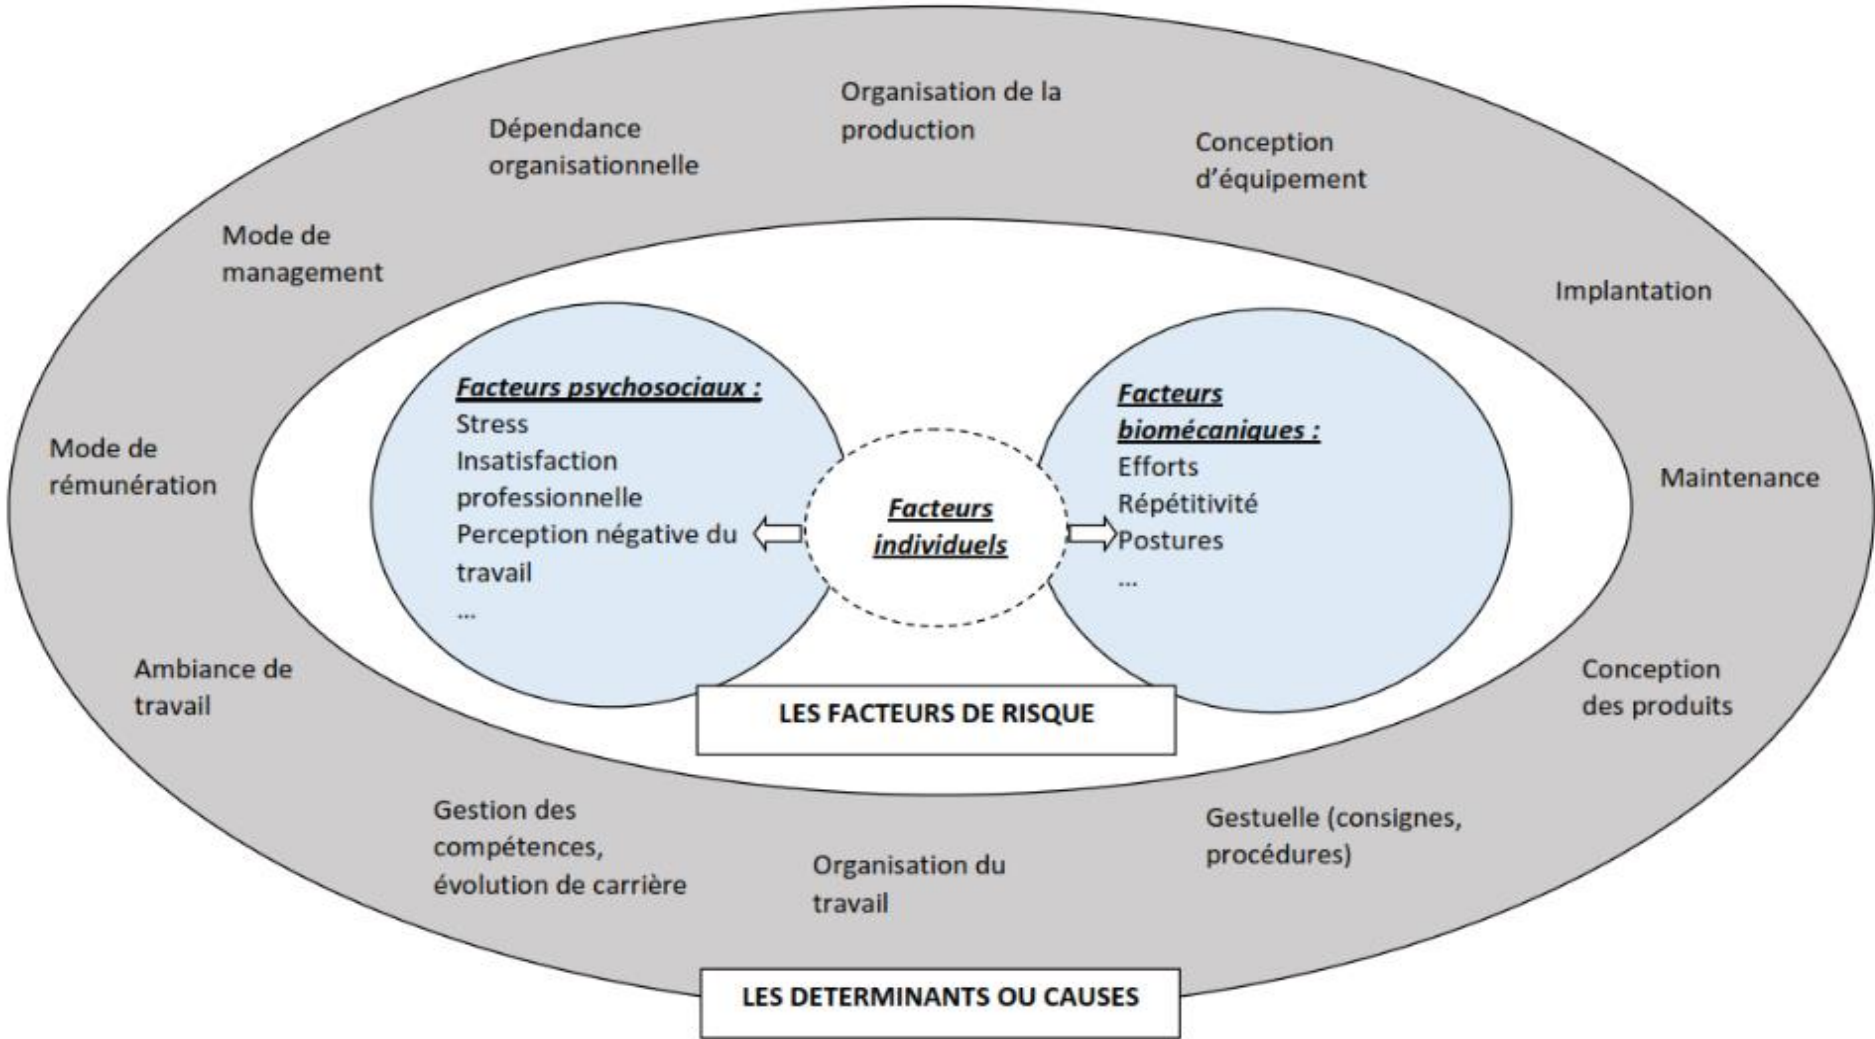 Organisation de la
production
Dépendance
organisationnelle
Conception
d'équipement
Mode de
management
Implantation
Facteurs psychosociaux :
Stress
Insatisfaction
professionnelle
Perception négative du
travail
...
Facteurs
individuels
Facteurs
biomécaniques :
Efforts
Répétitivité
Postures
...
Mode de
rémunération
Maintenance
Ambiance de
travail
Conception
des produits
LES FACTEURS DE RISQUE
Gestion des
compétences,
évolution de carrière
Organisation du
travail
Gestuelle (consignes,
procédures)
LES DETERMINANTS OU CAUSES